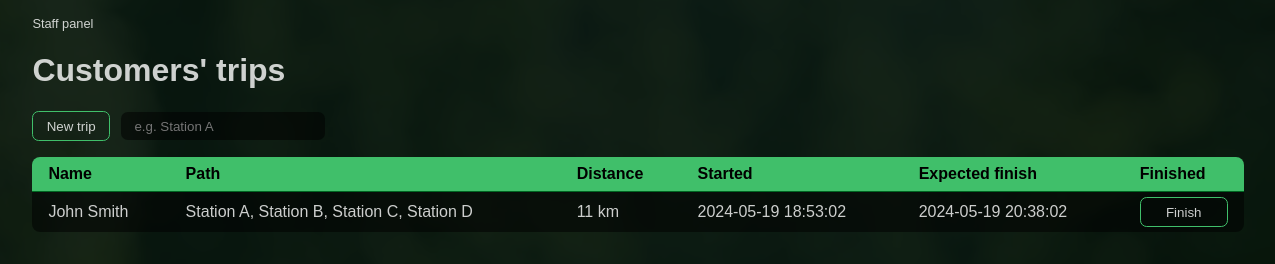 Staff panel
Customers' trips
New trip e.g. Station A
Name Path Distance Started Expected finish Finished
John Smith Station A, Station B, Station C, Station D 11 km 2024-05-19 18:53:02 2024-05-19 20:38:02 Finish